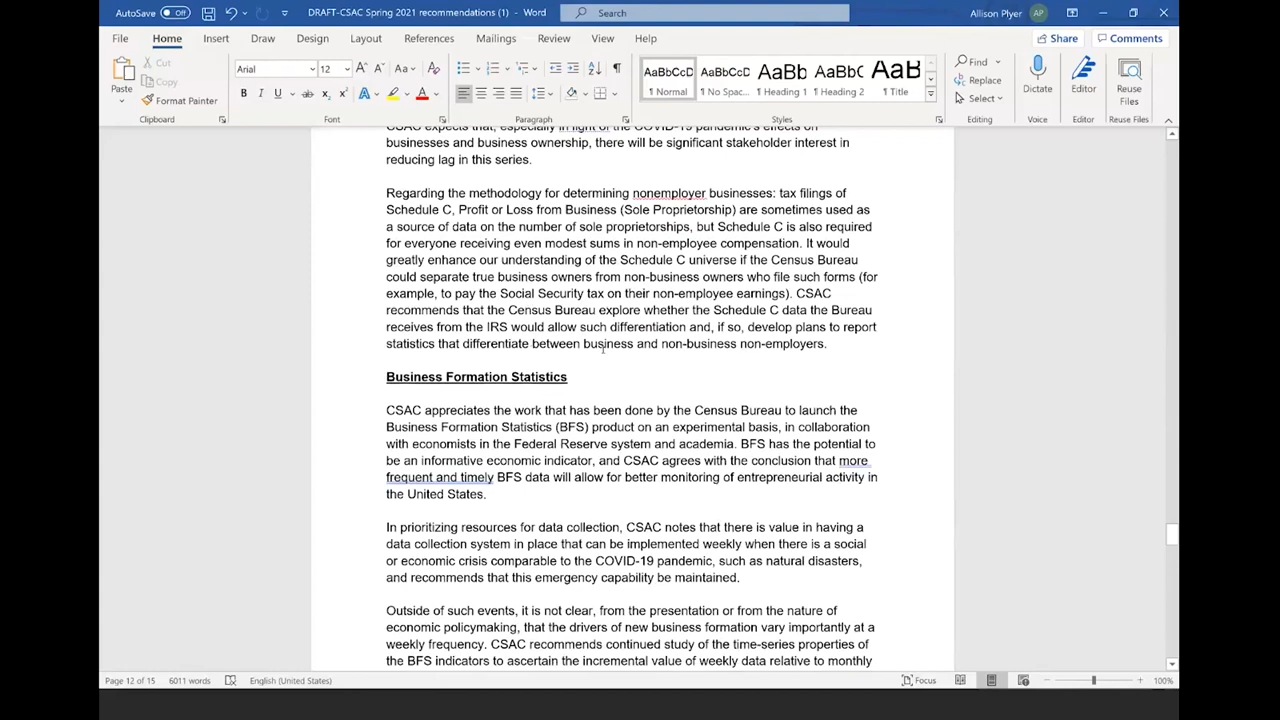 AutoSave Off DRAFT-CSAC Spring 2021 recommendations (1) - Word Search Allison Plyer AP
File Home Insert Draw Design Layout References Mailings Review View Help Share Comments
Paste Cut Copy Format Painter Clipboard
Arial 12 Font
Paragraph
AaBbCcD AaBbCcD AaBb AaBbC AaB
¶ Normal ¶ No Spac... ¶ Heading 1 ¶ Heading 2 ¶ Title
Styles
Find Replace Select Editing
Dictate Voice
Editor Editor
Reuse Files Reuse Files
CSAC expects that, especially in light of the COVID-19 pandemic's effects on
businesses and business ownership, there will be significant stakeholder interest in
reducing lag in this series.
Regarding the methodology for determining nonemployer businesses: tax filings of
Schedule C, Profit or Loss from Business (Sole Proprietorship) are sometimes used as
a source of data on the number of sole proprietorships, but Schedule C is also required
for everyone receiving even modest sums in non-employee compensation. It would
greatly enhance our understanding of the Schedule C universe if the Census Bureau
could separate true business owners from non-business owners who file such forms (for
example, to pay the Social Security tax on their non-employee earnings). CSAC
recommends that the Census Bureau explore whether the Schedule C data the Bureau
receives from the IRS would allow such differentiation and, if so, develop plans to report
statistics that differentiate between business and non-business non-employers.
Business Formation Statistics
CSAC appreciates the work that has been done by the Census Bureau to launch the
Business Formation Statistics (BFS) product on an experimental basis, in collaboration
with economists in the Federal Reserve system and academia. BFS has the potential to
be an informative economic indicator, and CSAC agrees with the conclusion that more
frequent and timely BFS data will allow for better monitoring of entrepreneurial activity in
the United States.
In prioritizing resources for data collection, CSAC notes that there is value in having a
data collection system in place that can be implemented weekly when there is a social
or economic crisis comparable to the COVID-19 pandemic, such as natural disasters,
and recommends that this emergency capability be maintained.
Outside of such events, it is not clear, from the presentation or from the nature of
economic policymaking, that the drivers of new business formation vary importantly at a
weekly frequency. CSAC recommends continued study of the time-series properties of
the BFS indicators to ascertain the incremental value of weekly data relative to monthly
Page 12 of 15 6011 words English (United States) Focus 100%